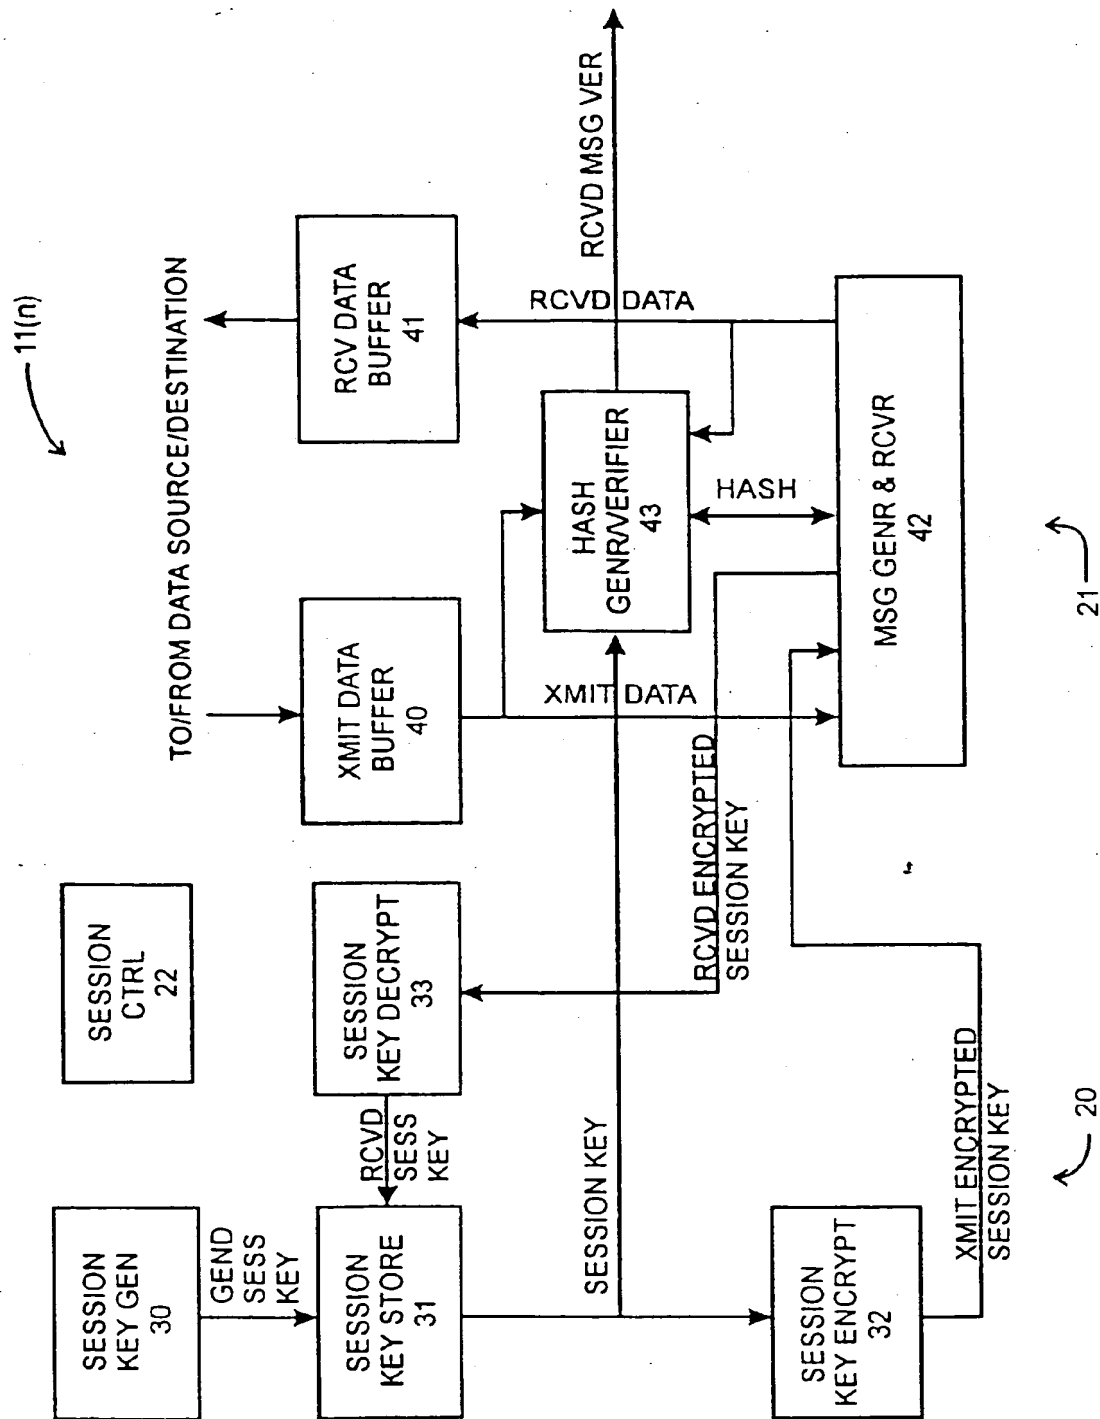 11(n)
TO/FROM DATA SOURCE/DESTINATION
SESSION
KEY GEN
30
SESSION
CTRL
22
GEND
SESS
KEY
SESSION
KEY STORE
31
RCVD
SESS
KEY
SESSION
KEY DECRYPT
33
XMIT DATA
BUFFER
40
RCV DATA
BUFFER
41
SESSION KEY
XMIT DATA
HASH
GENR/VERIFIER
43
RCVD DATA
RCVD MSG VER
HASH
RCVD ENCRYPTED
SESSION KEY
SESSION
KEY ENCRYPT
32
XMIT ENCRYPTED
SESSION KEY
MSG GENR & RCVR
42
20
21